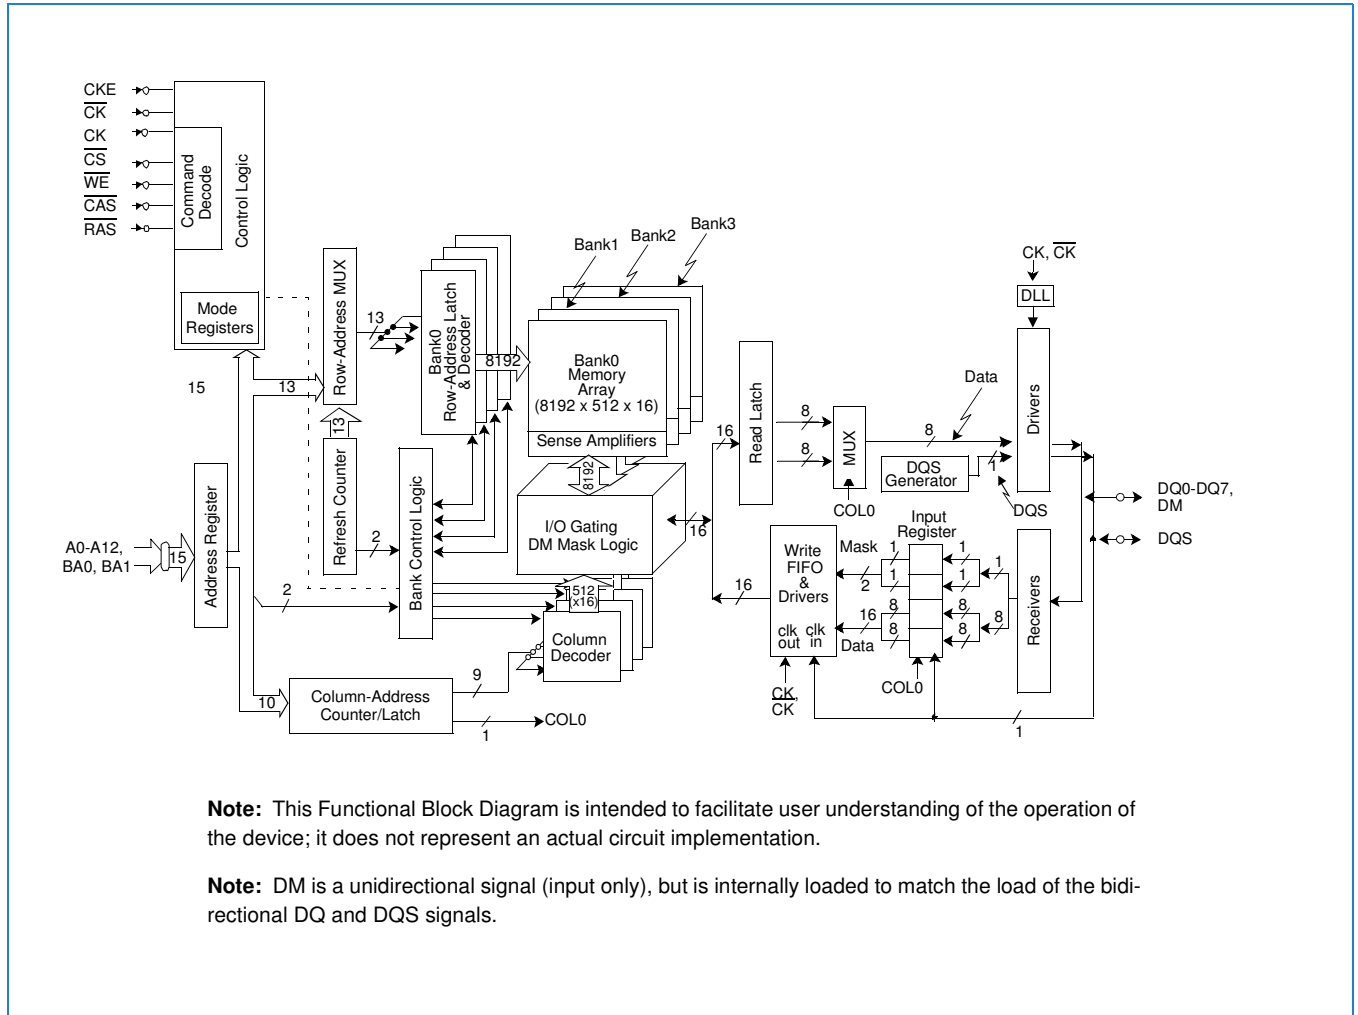 CKE
CK
CK
CS
WE
CAS
RAS
Command
Decode
Control Logic
Mode
Registers
15
13
Row-Address MUX
13
13
Refresh Counter
2
Bank0
Row-Address Latch
& Decoder
8192
Bank1
Bank2
Bank3
Bank0
Memory
Array
(8192 x 512 x 16)
Sense Amplifiers
8192
I/O Gating
DM Mask Logic
16
512
(x16)
Column
Decoder
Bank Control Logic
A0-A12,
BA0, BA1
15
Address Register
2
10
Column-Address
Counter/Latch
9
1
COL0
16
Read Latch
8
8
MUX
COL0
8
Data
DQS
Generator
1
DQS
CK, CK
DLL
Drivers
DQ0-DQ7,
DM
DQS
16
Write
FIFO
&
Drivers
clk
out
clk
in
CK,
CK
Mask
2
16
Data
Input
Register
1
1
8
8
1
1
8
8
1
8
COL0
Receivers
1
Note: This Functional Block Diagram is intended to facilitate user understanding of the operation of
the device; it does not represent an actual circuit implementation.
Note: DM is a unidirectional signal (input only), but is internally loaded to match the load of the bidi-
rectional DQ and DQS signals.